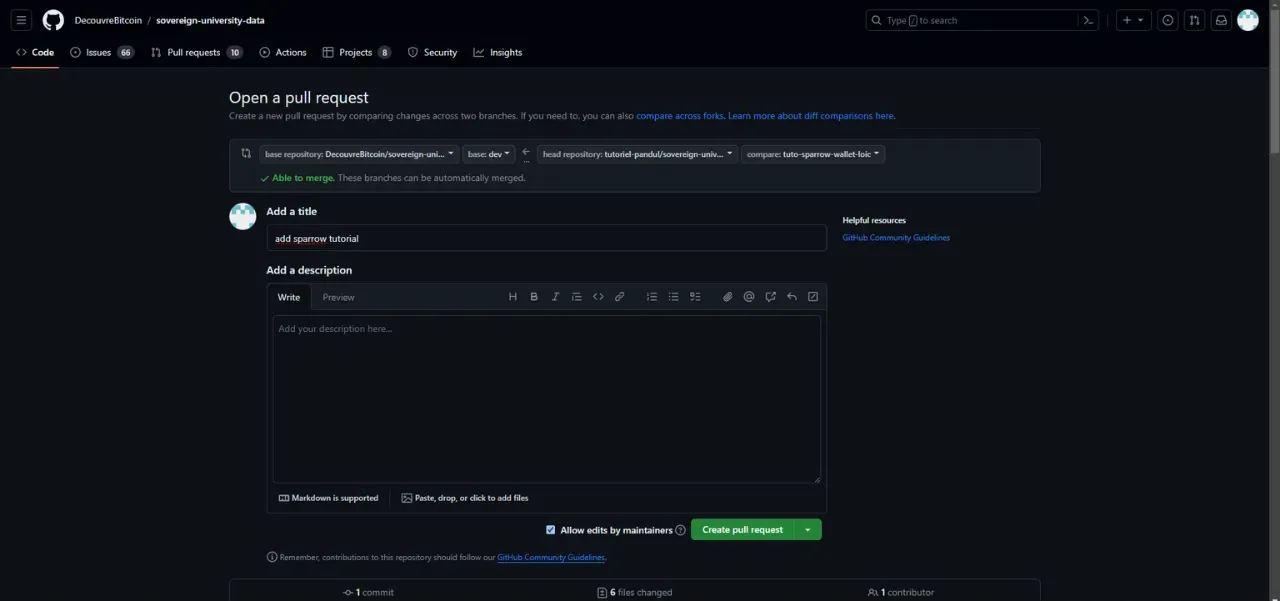 DecouvreBitcoin / sovereign-university-data
Type / to search
Code Issues 66 Pull requests 10 Actions Projects 8 Security Insights
Open a pull request
Create a new pull request by comparing changes across two branches. If you need to, you can also compare across forks. Learn more about diff comparisons here.
base repository: DecouvreBitcoin/sovereign-uni... base: dev head repository: tutoriel-pandul/sovereign-univ... compare: tuto-sparrow-wallet-loic
Able to merge. These branches can be automatically merged.
Add a title
Helpful resources
add sparrow tutorial
GitHub Community Guidelines
Add a description
Write Preview
Add your description here...
Markdown is supported Paste, drop, or click to add files
Allow edits by maintainers Create pull request
Remember, contributions to this repository should follow our GitHub Community Guidelines.
1 commit 6 files changed 1 contributor